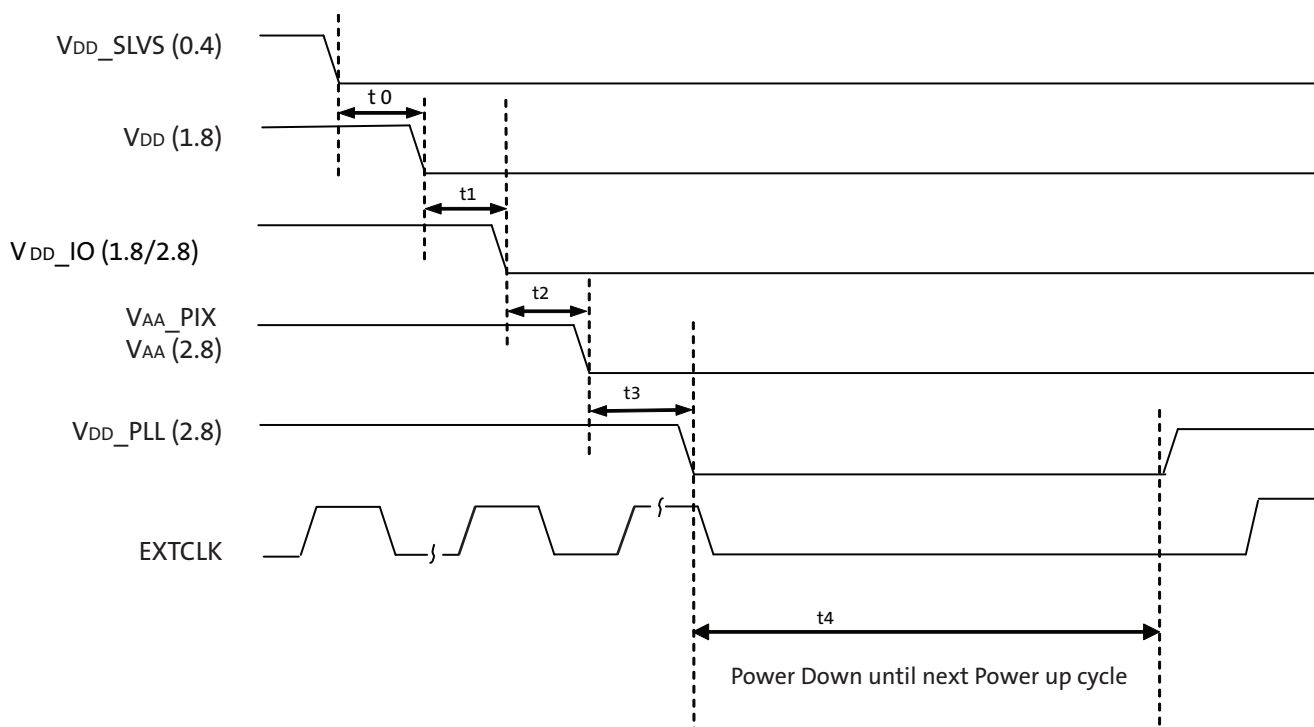 VDD_SLVS (0.4)
t 0
VDD (1.8)
t1
V DD_IO (1.8/2.8)
t2
VAA_PIX
VAA (2.8)
t3
VDD_PLL (2.8)
EXTCLK
t4
Power Down until next Power up cycle